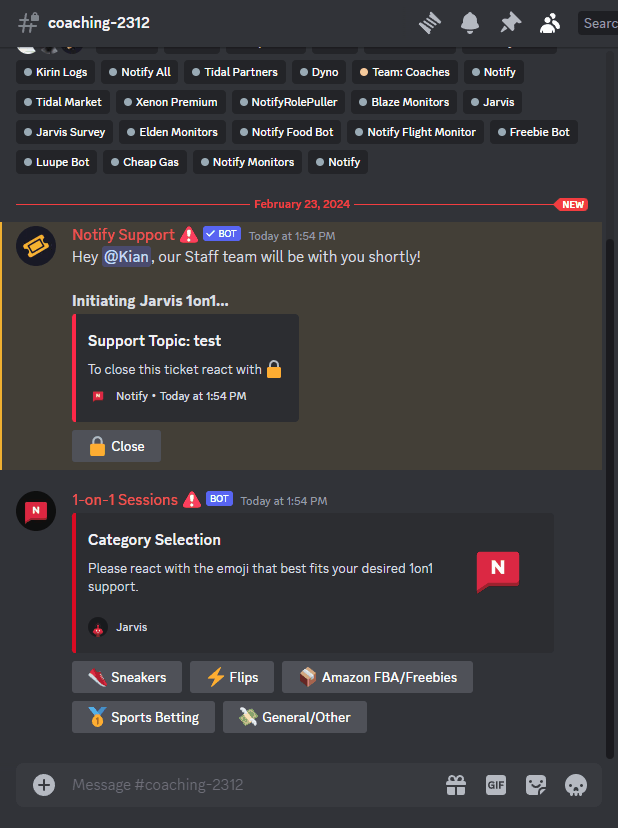 coaching-2312
Searc
Kirin Logs Notify All Tidal Partners Dyno Team: Coaches Notify
Tidal Market Xenon Premium NotifyRolePuller Blaze Monitors Jarvis
Jarvis Survey Elden Monitors Notify Food Bot Notify Flight Monitor Freebie Bot
Luupe Bot Cheap Gas Notify Monitors Notify
February 23, 2024 NEW
Notify Support BOT Today at 1:54 PM
Hey @Kian, our Staff team will be with you shortly!
Initiating Jarvis 1on1...
Support Topic: test
To close this ticket react with
N Notify • Today at 1:54 PM
Close
N
1-on-1 Sessions BOT Today at 1:54 PM
Category Selection
Please react with the emoji that best fits your desired 1on1
support.
N
Jarvis
Sneakers Flips Amazon FBA/Freebies
1 Sports Betting General/Other
Message #coaching-2312 GIF